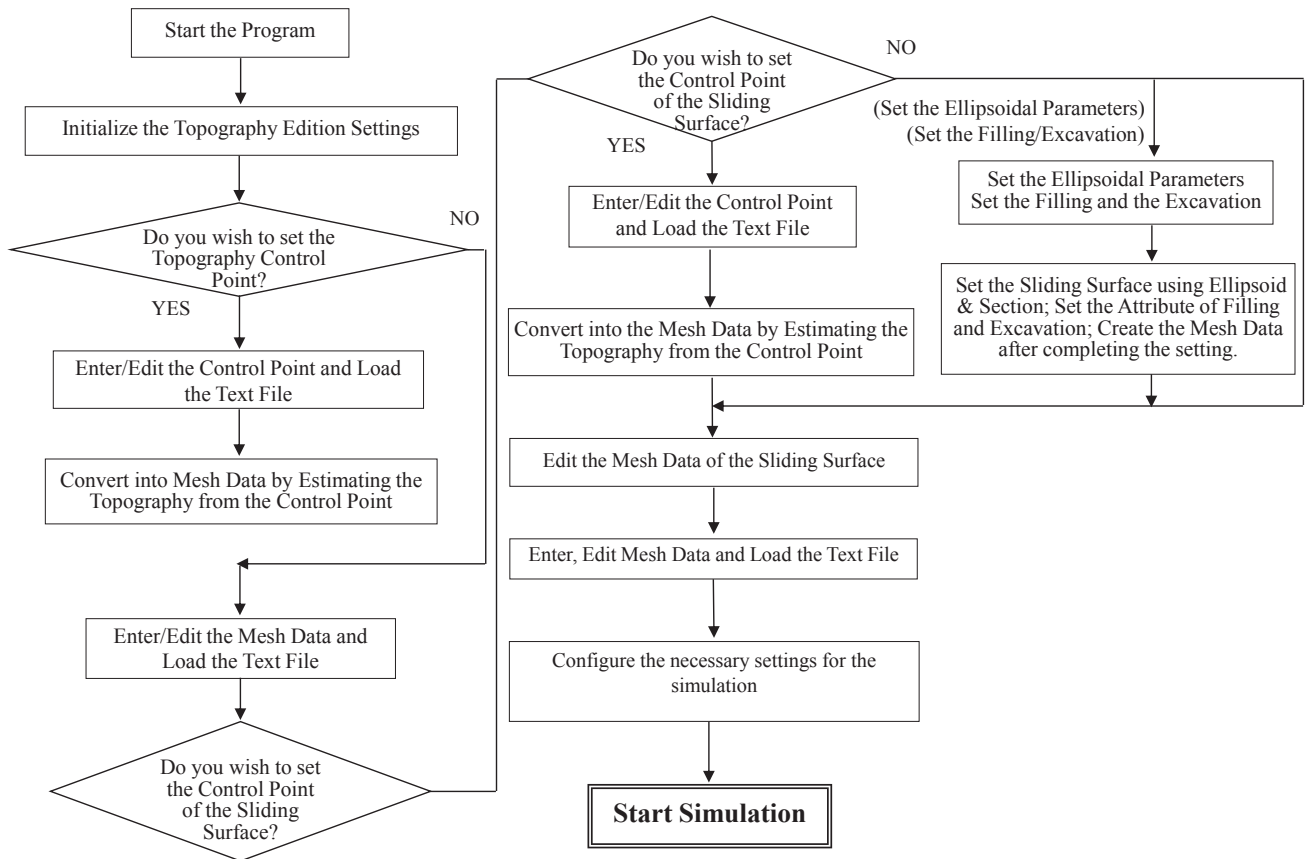 Start the Program
Initialize the Topography Edition Settings
NO
Do you wish to set the
Topography Control
Point?
YES
Enter/Edit the Control Point and Load
the Text File
Convert into Mesh Data by Estimating the
Topography from the Control Point
Enter/Edit the Mesh Data and
Load the Text File
Do you wish to set
the Control Point
of the Sliding
Surface?
Do you wish to set
the Control Point
of the Sliding
Surface?
NO
YES
(Set the Ellipsoidal Parameters)
(Set the Filling/Excavation)
Enter/Edit the Control Point
and Load the Text File
Set the Ellipsoidal Parameters
Set the Filling and the Excavation
Convert into the Mesh Data by Estimating the
Topography from the Control Point
Set the Sliding Surface using Ellipsoid
& Section; Set the Attribute of Filling
and Excavation; Create the Mesh Data
after completing the setting.
Edit the Mesh Data of the Sliding Surface
Enter, Edit Mesh Data and Load the Text File
Configure the necessary settings for the
simulation
Start Simulation